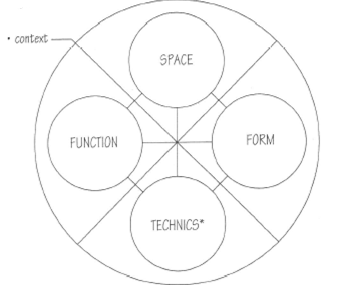 SPACE
• context
FUNCTION
FORM
TECHNICS*